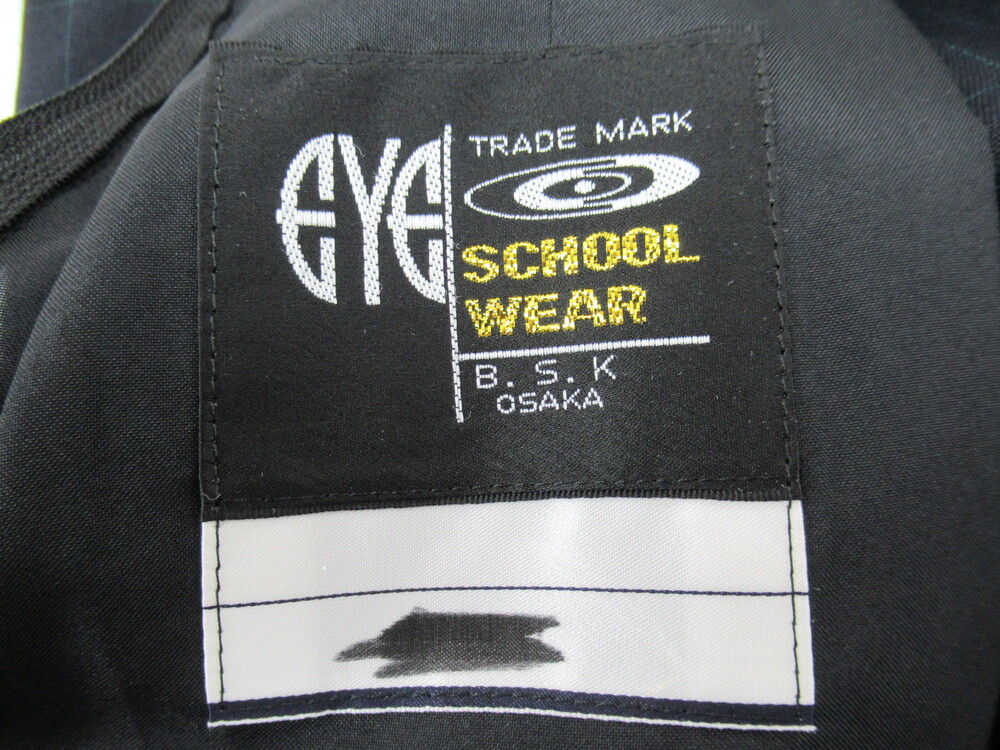 EYE
TRADE MARK
SCHOOL
WEAR
B. S. K
OSAKA